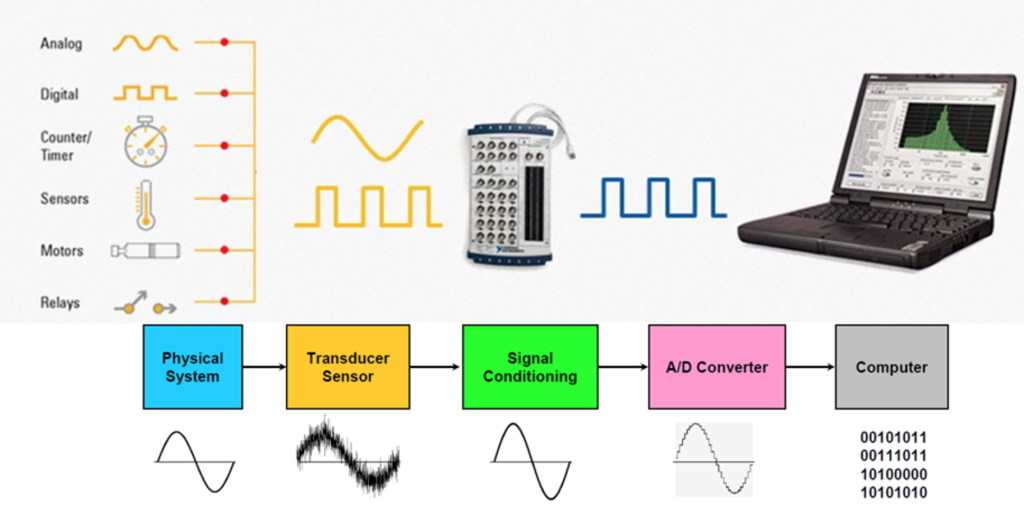 Analog
Digital
Counter/
Timer
Sensors
Motors
Relays
Physical
System
Transducer
Sensor
Signal
Conditioning
A/D Converter
Computer
00101011
00111011
10100000
10101010